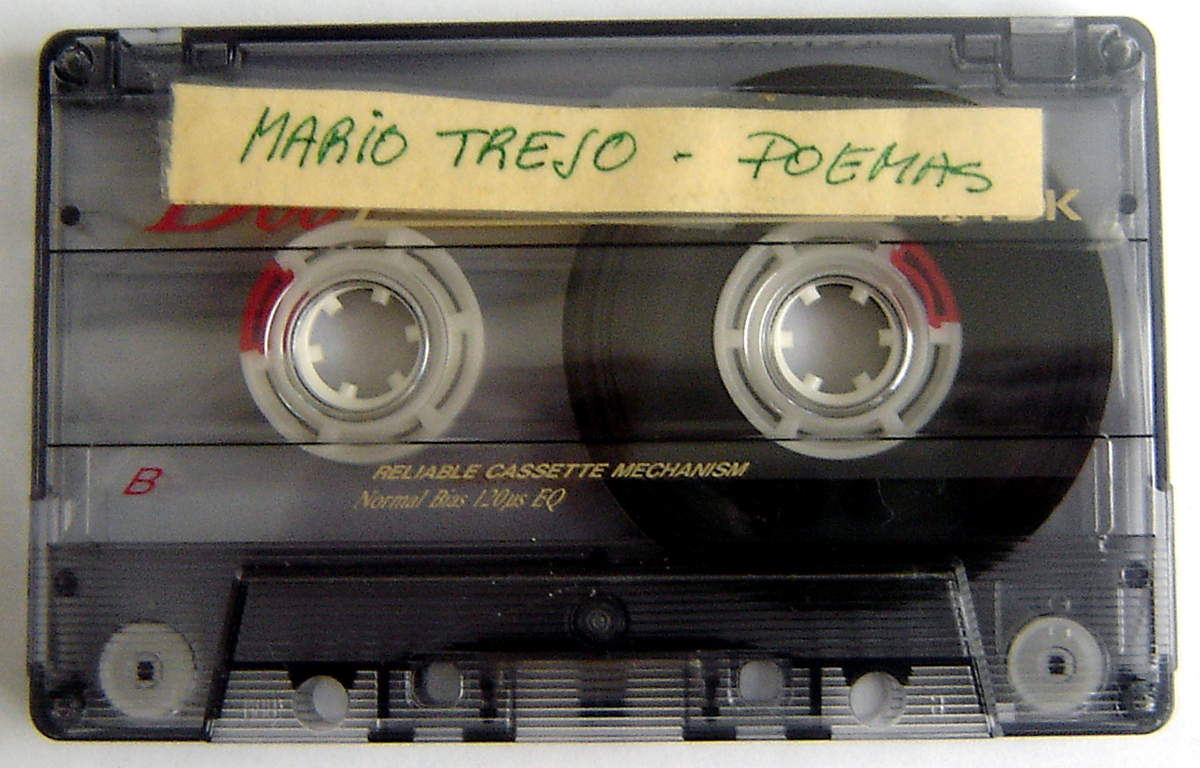 MARIO TREJO - POEMAS
B
RELIABLE CASSETTE MECHANISM
Normal Bias 120µs EQ